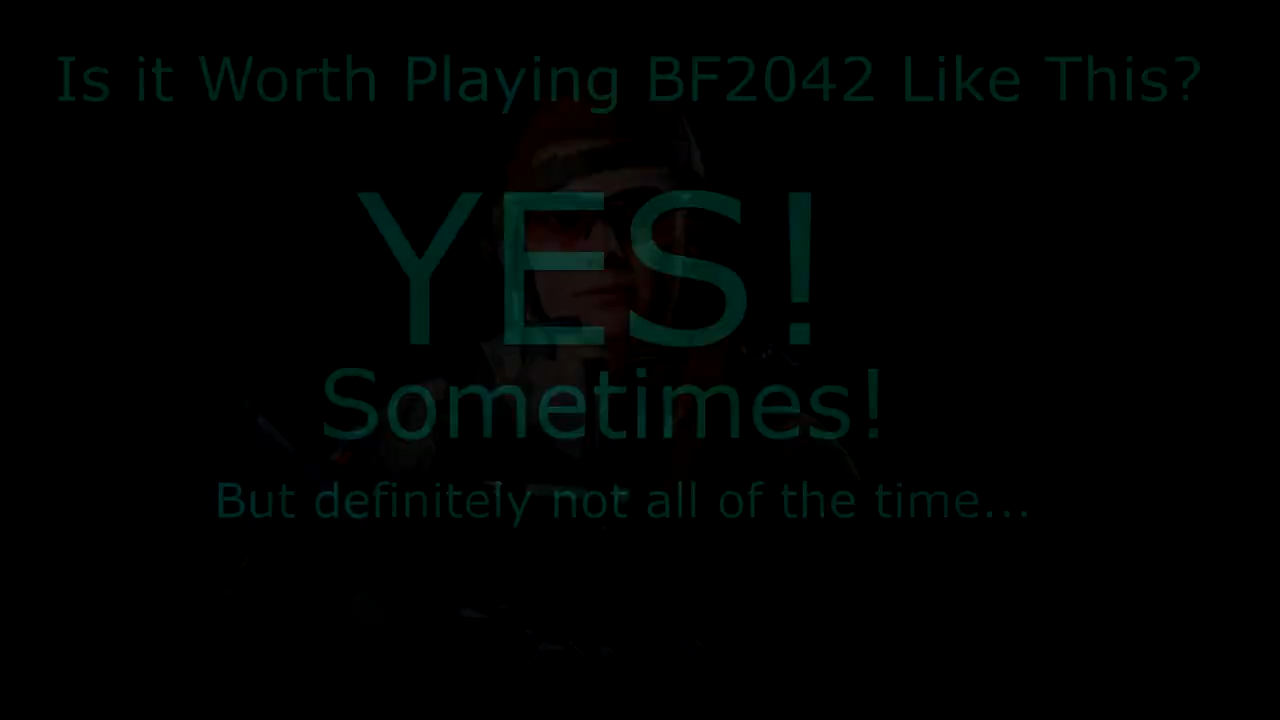 Is it Worth Playing BF2042 Like This?
YES!
Sometimes!
But definitely not all of the time...